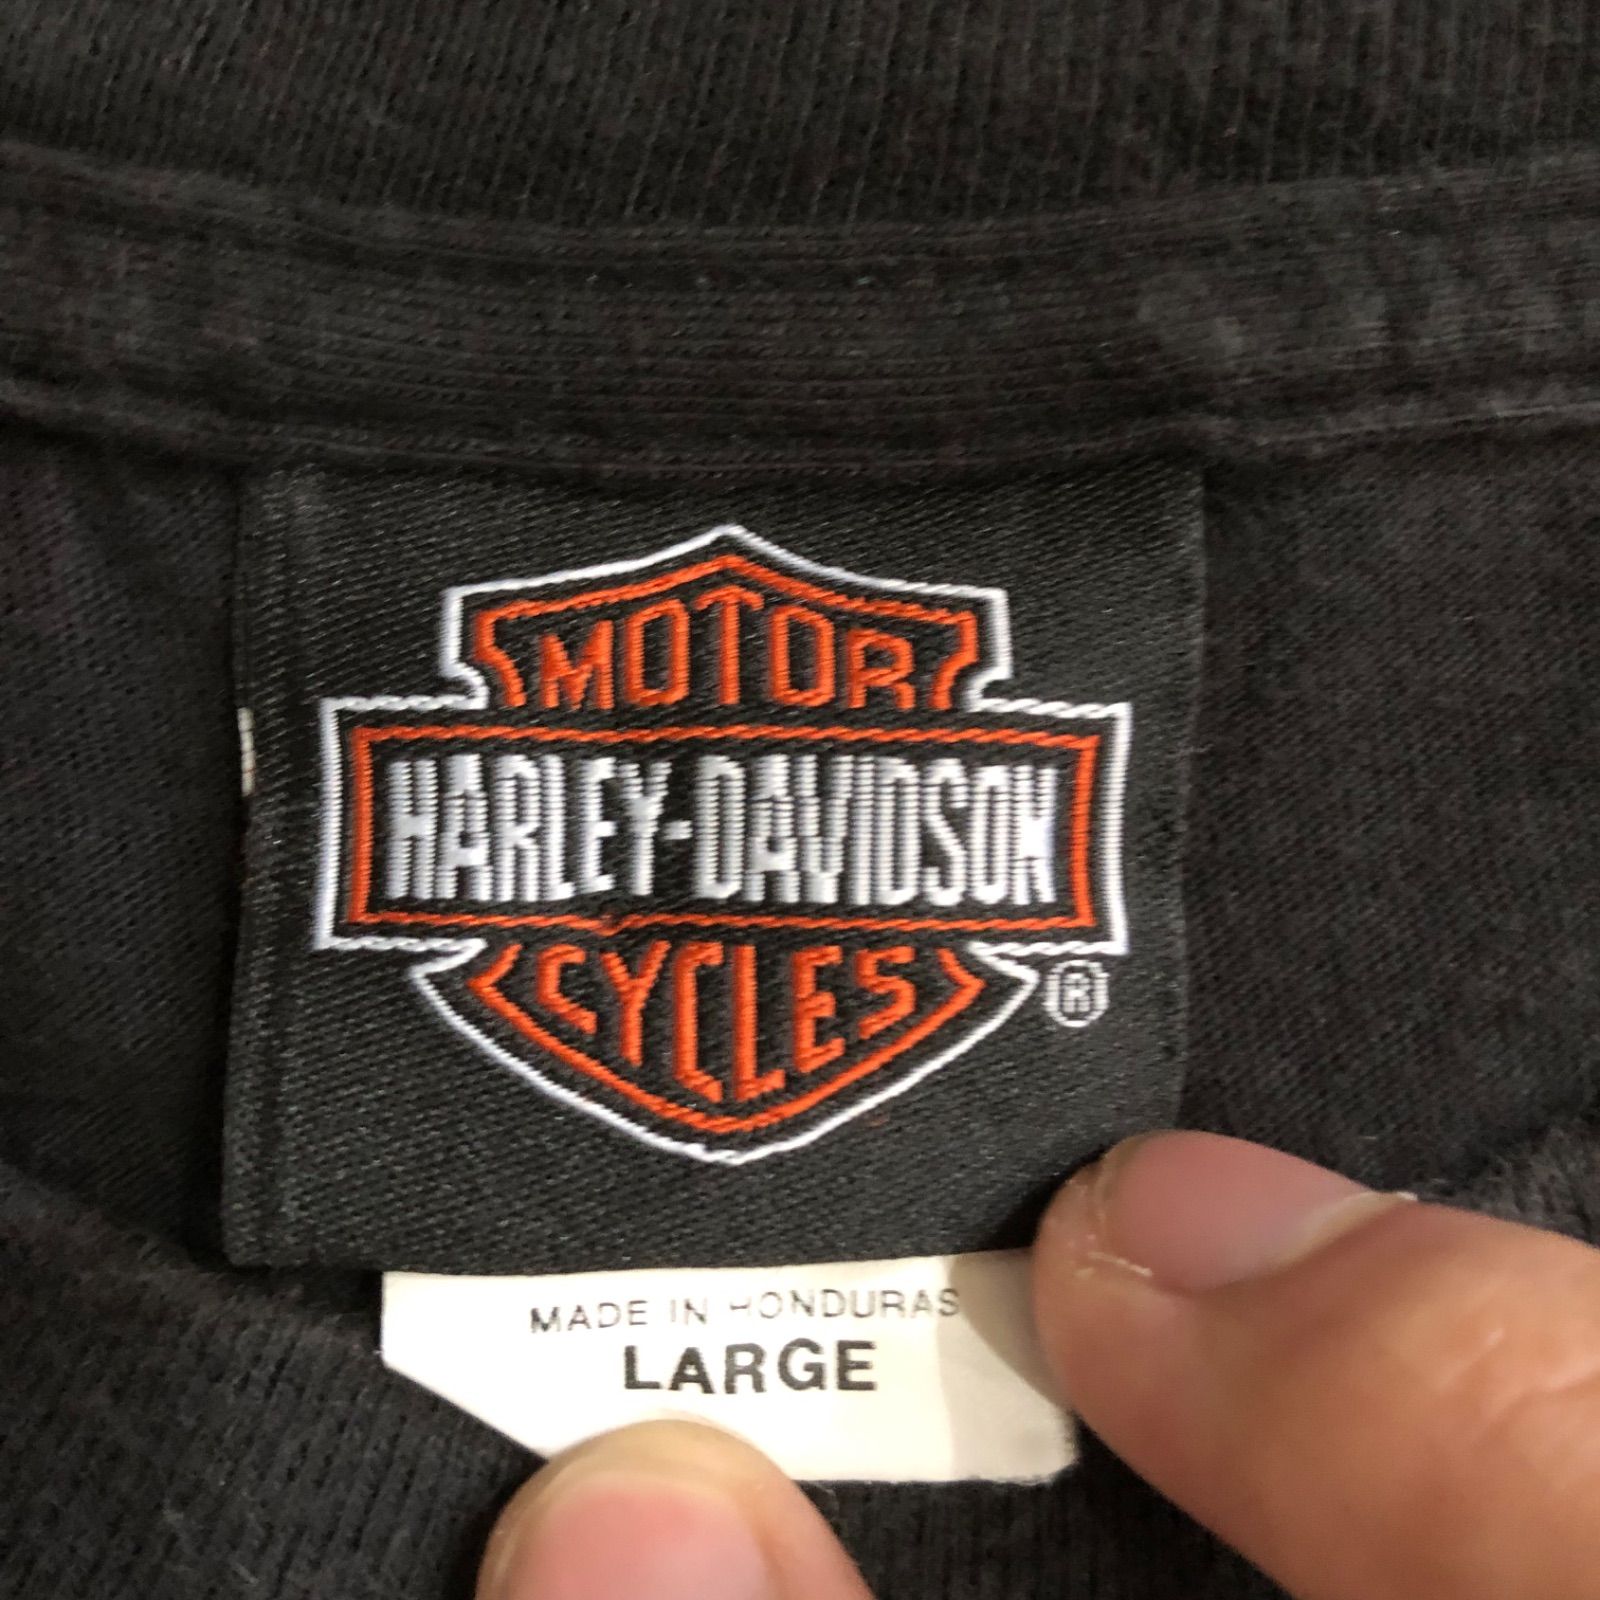 MOTOR
HARLEY-DAVIDSON
CYCLES
®
MADE IN HONDURAS
LARGE